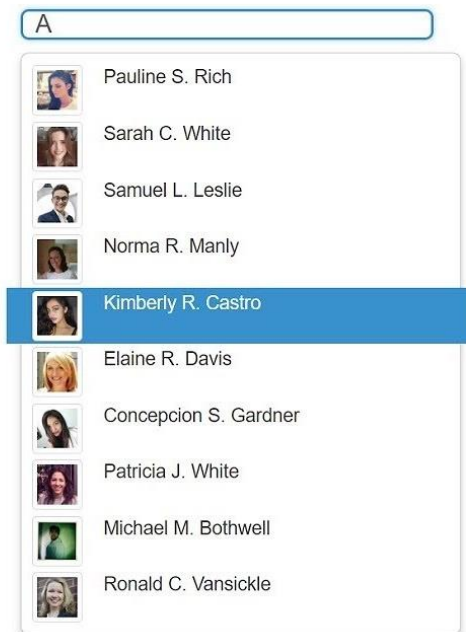 A
Pauline S. Rich
Sarah C. White
Samuel L. Leslie
Norma R. Manly
Kimberly R. Castro
Elaine R. Davis
Concepcion S. Gardner
Patricia J. White
Michael M. Bothwell
Ronald C. Vansickle